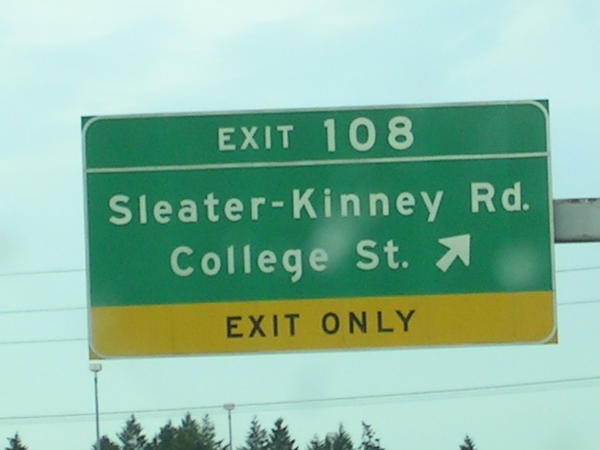 EXIT 108
Sleater-Kinney Rd.
College St.
EXIT ONLY